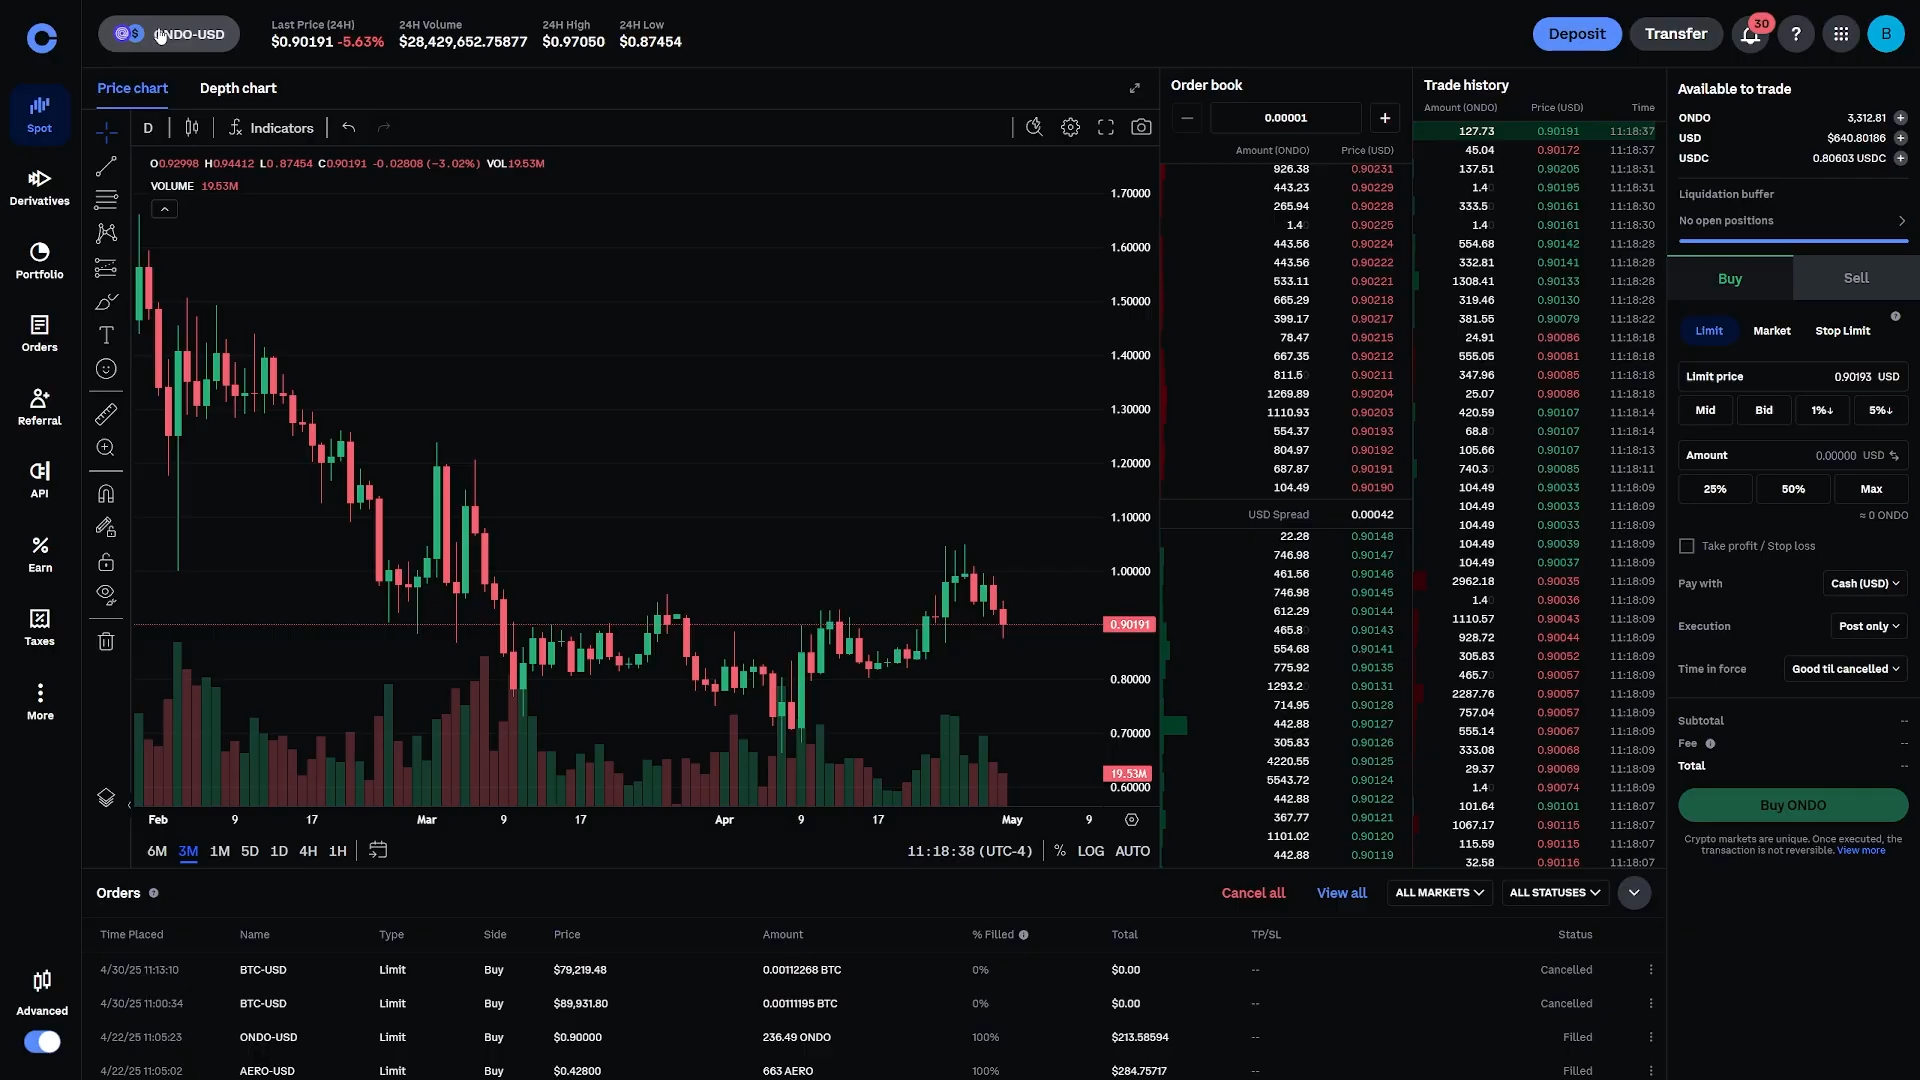 ONDO-USD
Last Price (24H)
$0.90191 -5.63%
24H Volume
$28,429,652.75877
24H High
$0.97050
24H Low
$0.87454
Deposit
Transfer
30
?
B
Spot
Derivatives
Portfolio
Orders
Referral
API
Earn
Taxes
More
Advanced
Price chart
Depth chart
D
Indicators
O0.92998 H0.94412 L0.87454 C0.90191 -0.02808 (-3.02%) VOL19.53M
VOLUME 19.53M
1.70000
1.60000
1.50000
1.40000
1.30000
1.20000
1.10000
1.00000
0.90191
0.80000
0.70000
19.53M
0.60000
Feb 9 17 Mar 9 17 Apr 9 17 May 9
6M 3M 1M 5D 1D 4H 1H
11:18:38 (UTC-4) % LOG AUTO
Order book
− 0.00001 +
Amount (ONDO) Price (USD)
926.38 0.90231
443.23 0.90229
265.94 0.90228
1.40 0.90225
443.56 0.90224
443.56 0.90222
533.11 0.90221
665.29 0.90218
399.17 0.90217
78.47 0.90215
667.35 0.90212
811.50 0.90211
1269.89 0.90204
1110.93 0.90203
554.37 0.90193
804.97 0.90192
687.87 0.90191
104.49 0.90190
USD Spread 0.00042
22.28 0.90148
746.98 0.90147
461.56 0.90146
746.98 0.90145
612.29 0.90144
465.80 0.90143
554.68 0.90141
775.92 0.90135
1293.20 0.90131
714.95 0.90128
442.88 0.90127
305.83 0.90126
4220.55 0.90125
5543.72 0.90124
442.88 0.90122
367.77 0.90121
1101.02 0.90120
442.88 0.90119
Trade history
Amount (ONDO) Price (USD) Time
127.73 0.90191 11:18:37
45.04 0.90172 11:18:37
137.51 0.90205 11:18:31
1.40 0.90195 11:18:31
333.50 0.90161 11:18:30
1.40 0.90161 11:18:30
554.68 0.90142 11:18:28
332.81 0.90141 11:18:28
1308.41 0.90133 11:18:28
319.46 0.90130 11:18:28
381.55 0.90079 11:18:22
24.91 0.90086 11:18:18
555.05 0.90081 11:18:18
347.96 0.90085 11:18:18
25.07 0.90086 11:18:18
420.59 0.90107 11:18:14
68.80 0.90107 11:18:14
105.66 0.90107 11:18:13
740.30 0.90085 11:18:11
104.49 0.90033 11:18:09
104.49 0.90033 11:18:09
104.49 0.90033 11:18:09
104.49 0.90039 11:18:09
104.49 0.90037 11:18:09
2962.18 0.90035 11:18:09
1.40 0.90036 11:18:09
1110.57 0.90043 11:18:09
928.72 0.90044 11:18:09
305.83 0.90052 11:18:09
465.70 0.90057 11:18:09
2287.76 0.90057 11:18:09
757.04 0.90057 11:18:09
555.14 0.90067 11:18:09
333.08 0.90068 11:18:09
29.37 0.90069 11:18:09
1.40 0.90074 11:18:09
101.64 0.90101 11:18:07
1067.17 0.90115 11:18:07
115.59 0.90115 11:18:07
32.58 0.90116 11:18:07
Available to trade
ONDO 3,312.81
USD $640.80186
USDC 0.80603 USDC
Liquidation buffer
No open positions
Buy
Sell
Limit Market Stop Limit
Limit price 0.90193 USD
Mid Bid 1%↓ 5%↓
Amount 0.00000 USD
25% 50% Max
≈ 0 ONDO
Take profit / Stop loss
Pay with Cash (USD)
Execution Post only
Time in force Good til cancelled
Subtotal --
Fee --
Total --
Buy ONDO
Crypto markets are unique. Once executed, the
transaction is not reversible. View more
Orders
Cancel all
View all
ALL MARKETS
ALL STATUSES
Time Placed Name Type Side Price Amount % Filled Total TP/SL Status
4/30/25 11:13:10 BTC-USD Limit Buy $79,219.48 0.00112268 BTC 0% $0.00 -- Cancelled
4/30/25 11:00:34 BTC-USD Limit Buy $89,931.80 0.00111195 BTC 0% $0.00 -- Cancelled
4/22/25 11:05:23 ONDO-USD Limit Buy $0.90000 236.49 ONDO 100% $213.58594 -- Filled
4/22/25 11:05:02 AERO-USD Limit Buy $0.42800 663 AERO 100% $284.75717 -- Filled